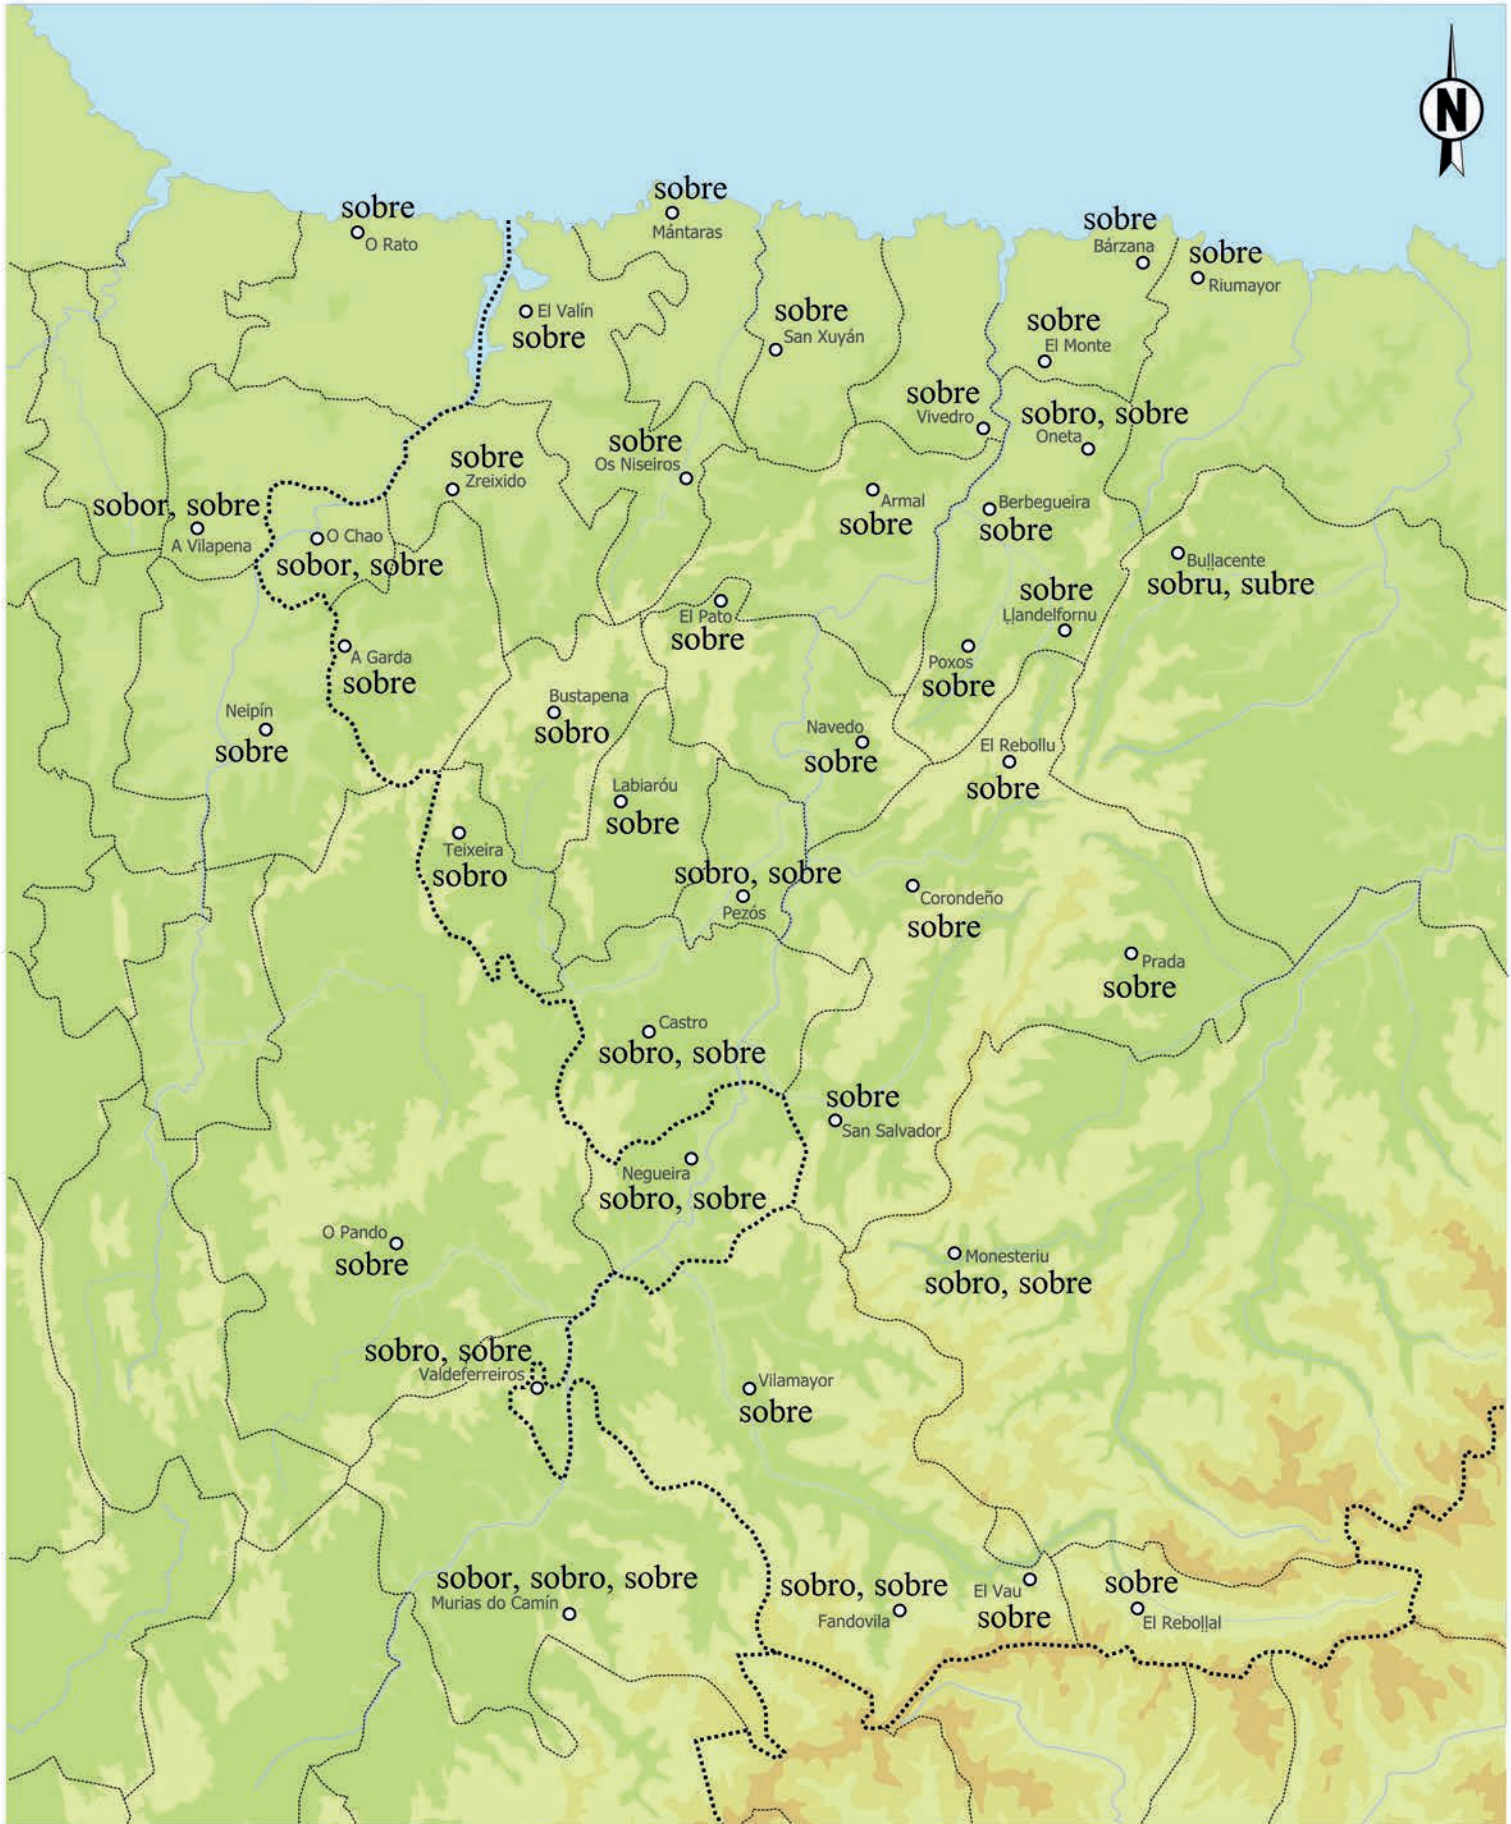 N
sobre
Mántaras
sobre
O Rato
sobre
Bárzana
sobre
Riumayor
El Valín
sobre
sobre
San Xuyán
sobre
El Monte
sobre
Vivedro
sobro, sobre
Oneta
sobre
Os Niseiros
sobre
Zreixido
sobor, sobre
A Vilapena
O Chao
sobor, sobre
Armal
sobre
Berbegueira
sobre
Buḷḷacente
sobru, subre
sobre
Ḷḷandelfornu
El Pato
sobre
A Garda
sobre
Poxos
sobre
Neipín
sobre
Bustapena
sobro
Navedo
sobre
El Rebollu
sobre
Labiaróu
sobre
Teixeira
sobro
sobro, sobre
Pezós
Corondeño
sobre
Prada
sobre
Castro
sobro, sobre
sobre
San Salvador
Negueira
sobro, sobre
O Pando
sobre
Monesteriu
sobro, sobre
sobro, sobre
Valdeferreiros
Vilamayor
sobre
sobor, sobro, sobre
Murias do Camín
sobro, sobre
Fandovila
El Vau
sobre
sobre
El Reboḷḷal